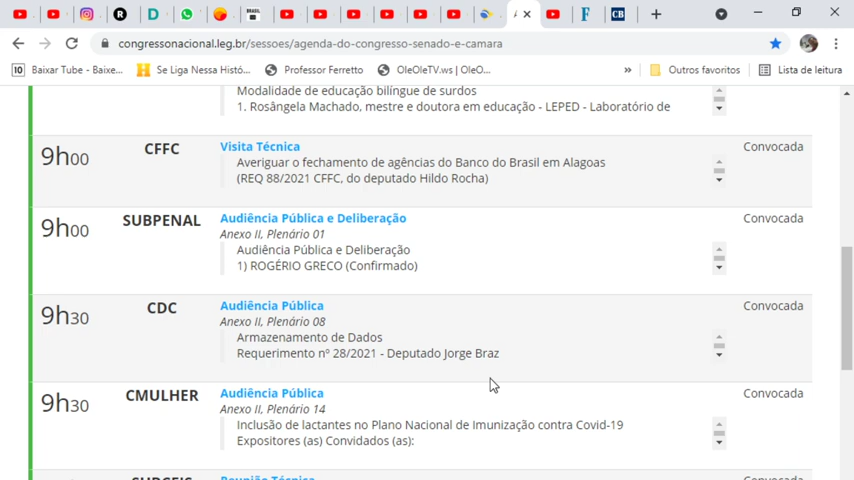 congressonacional.leg.br/sessoes/agenda-do-congresso-senado-e-camara
Baixar Tube - Baixe...
Se Liga Nessa Histó...
Professor Ferretto
OleOleTV.ws | OleO...
»
Outros favoritos
Lista de leitura
Modalidade de educação bilíngue de surdos
1. Rosângela Machado, mestre e doutora em educação - LEPED - Laboratório de
9h00 CFFC Visita Técnica Convocada
Averiguar o fechamento de agências do Banco do Brasil em Alagoas
(REQ 88/2021 CFFC, do deputado Hildo Rocha)
9h00 SUBPENAL Audiência Pública e Deliberação Convocada
Anexo II, Plenário 01
Audiência Pública e Deliberação
1) ROGÉRIO GRECO (Confirmado)
9h30 CDC Audiência Pública Convocada
Anexo II, Plenário 08
Armazenamento de Dados
Requerimento nº 28/2021 - Deputado Jorge Braz
9h30 CMULHER Audiência Pública Convocada
Anexo II, Plenário 14
Inclusão de lactantes no Plano Nacional de Imunização contra Covid-19
Expositores (as) Convidados (as):
Reunião Técnica